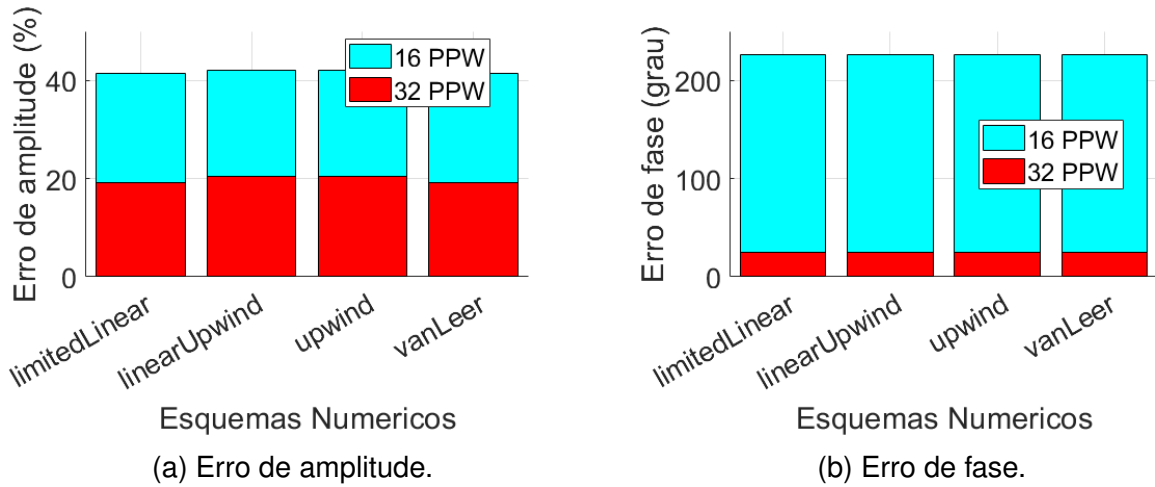 Erro de amplitude (%)
40
20
0
16 PPW
32 PPW
limitedLinear
linearUpwind
upwind
vanLeer
Esquemas Numericos
(a) Erro de amplitude.
Erro de fase (grau)
200
100
0
16 PPW
32 PPW
limitedLinear
linearUpwind
upwind
vanLeer
Esquemas Numericos
(b) Erro de fase.